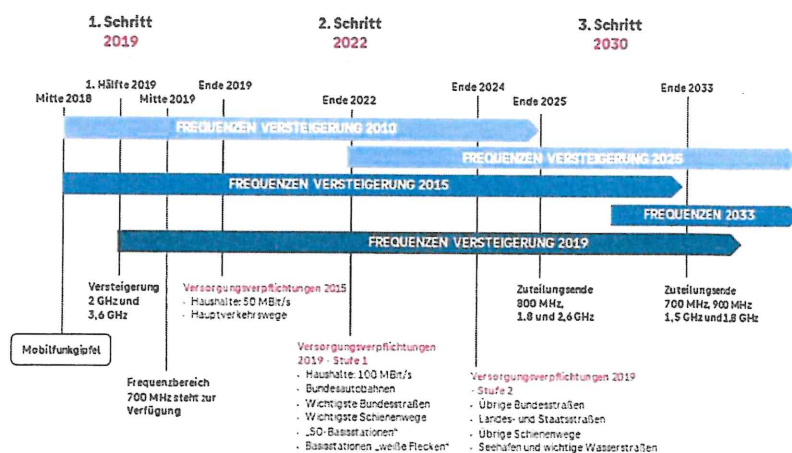 1. Schritt
2019
2. Schritt
2022
3. Schritt
2030
Mitte 2018
1. Hälfte 2019
Mitte 2019
Ende 2019
Ende 2022
Ende 2024
Ende 2025
Ende 2033
FREQUENZEN VERSTEIGERUNG 2010
FREQUENZEN VERSTEIGERUNG 2025
FREQUENZEN VERSTEIGERUNG 2015
FREQUENZEN 2033
FREQUENZEN VERSTEIGERUNG 2019
Versteigerung
2 GHz und
3,6 GHz
Versorgungsverpflichtungen 2015
- Haushalte: 50 MBit/s
- Hauptverkehrswege
Zuteilungsende
800 MHz,
1.8 und 2,6 GHz
Zuteilungsende
700 MHz, 900 MHz
1,5 GHz und 1.8 GHz
Mobilfunkgipfel
Frequenzbereich
700 MHz steht zur
Verfügung
Versorgungsverpflichtungen
2019 - Stufe 1
- Haushalte: 100 MBit/s
- Bundesautobahnen
- Wichtigste Bundesstraßen
- Wichtigste Schienenwege
- „5G-Basisstationen“
- Basisstationen „weiße Flecken“
Versorgungsverpflichtungen 2019
- Stufe 2
- Übrige Bundesstraßen
- Landes- und Staatsstraßen
- Übrige Schienenwege
- Seehäfen und wichtige Wasserstraßen